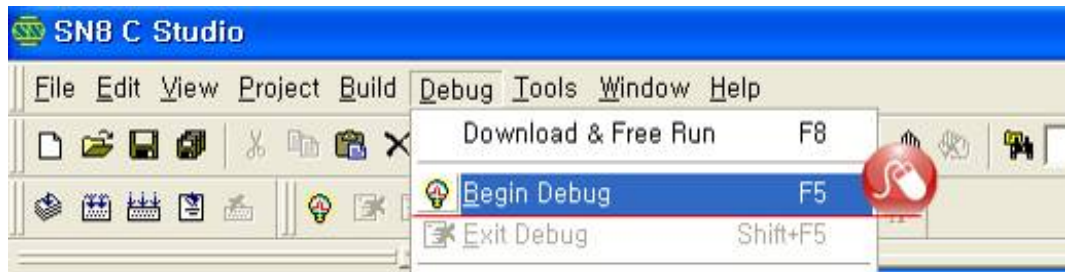 SN8 C Studio
File Edit View Project Build Debug Tools Window Help
Download & Free Run F8
Begin Debug F5
Exit Debug Shift+F5